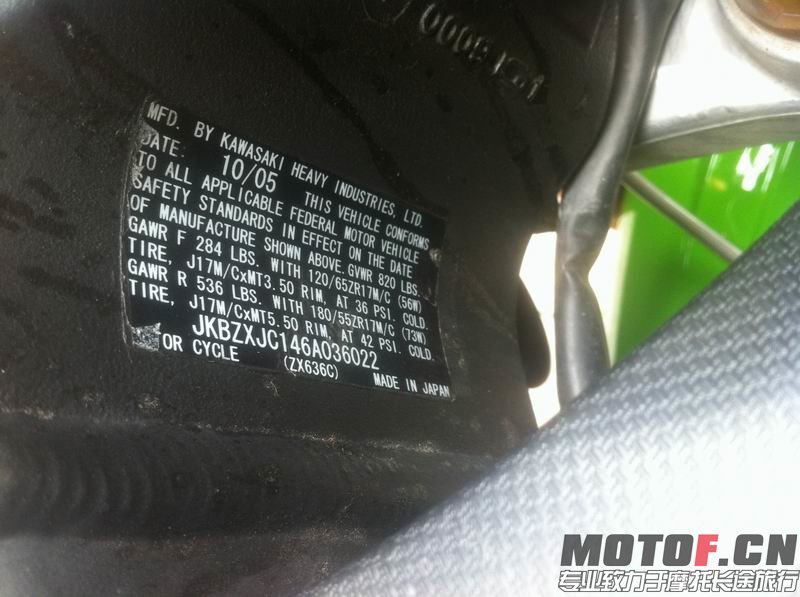 MFD. BY KAWASAKI HEAVY INDUSTRIES, LTD.
DATE: 10/05 THIS VEHICLE CONFORMS
TO ALL APPLICABLE FEDERAL MOTOR VEHICLE
SAFETY STANDARDS IN EFFECT ON THE DATE
OF MANUFACTURE SHOWN ABOVE.GVWR 820 LBS.
GAWR F 284 LBS. WITH 120/65ZR17M/C (56W)
TIRE, J17M/CxMT3.50 RIM, AT 36 PSI. COLD.
GAWR R 536 LBS. WITH 180/55ZR17M/C (73W)
TIRE, J17M/CxMT5.50 RIM, AT 42 PSI. COLD.
JKBZXJC146A036022
OR CYCLE (ZX636C) MADE IN JAPAN
MOTOF.CN
专业致力于摩托长途旅行